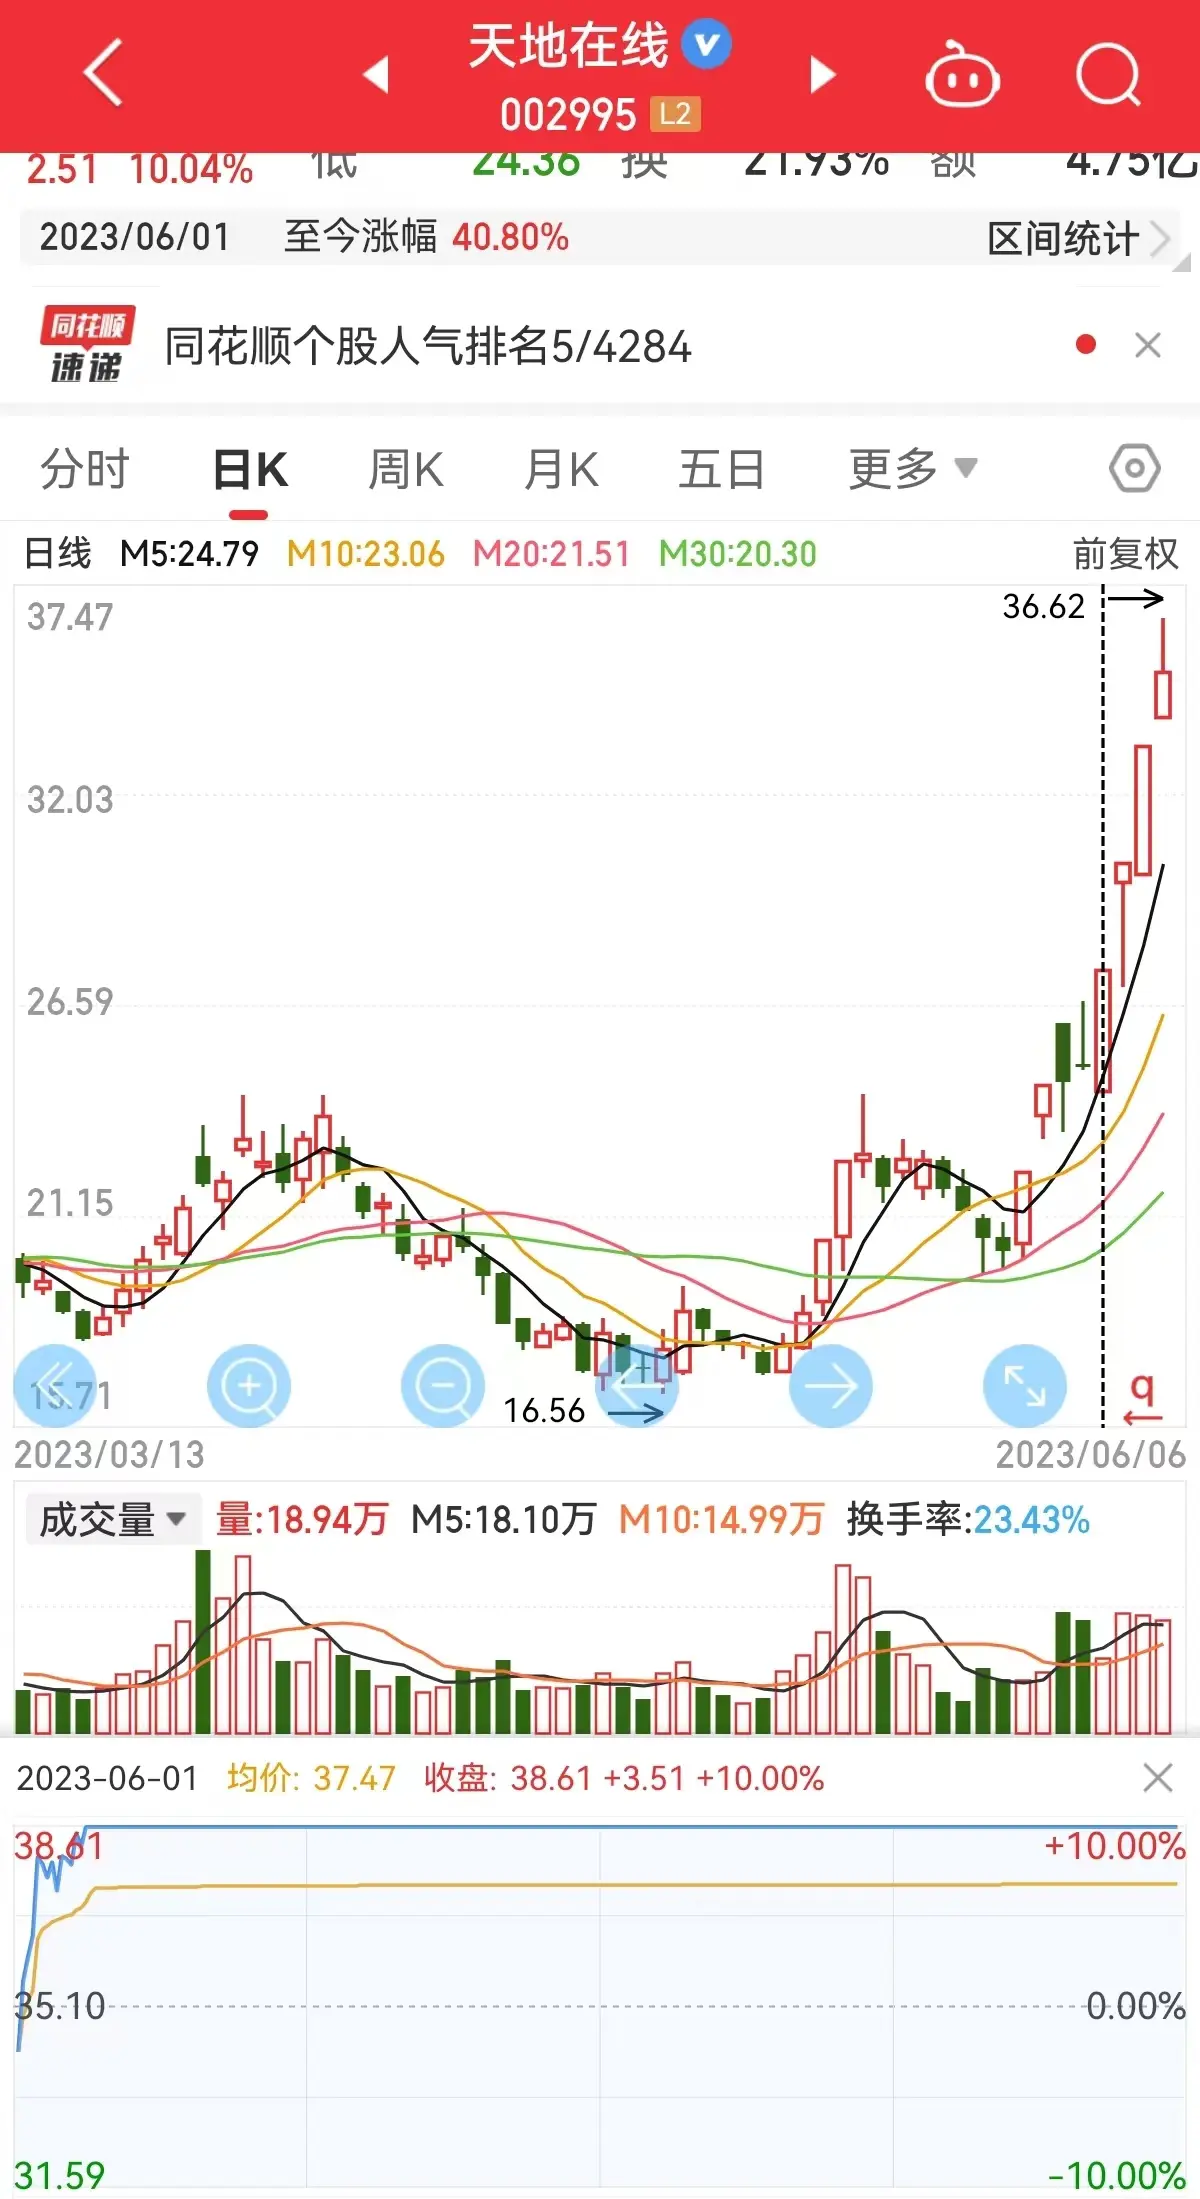 天地在线
002995 L2
2.51 10.04% 低 24.36 换 21.93% 额 4.75亿
2023/06/01 至今涨幅 40.80% 区间统计
同花顺
速递
同花顺个股人气排名5/4284
分时 日K 周K 月K 五日 更多
日线 M5:24.79 M10:23.06 M20:21.51 M30:20.30 前复权
37.47
36.62
32.03
26.59
21.15
15.71
16.56
q
2023/03/13 2023/06/06
成交量 量:18.94万 M5:18.10万 M10:14.99万 换手率:23.43%
2023-06-01 均价: 37.47 收盘: 38.61 +3.51 +10.00%
38.61 +10.00%
35.10 0.00%
31.59 -10.00%